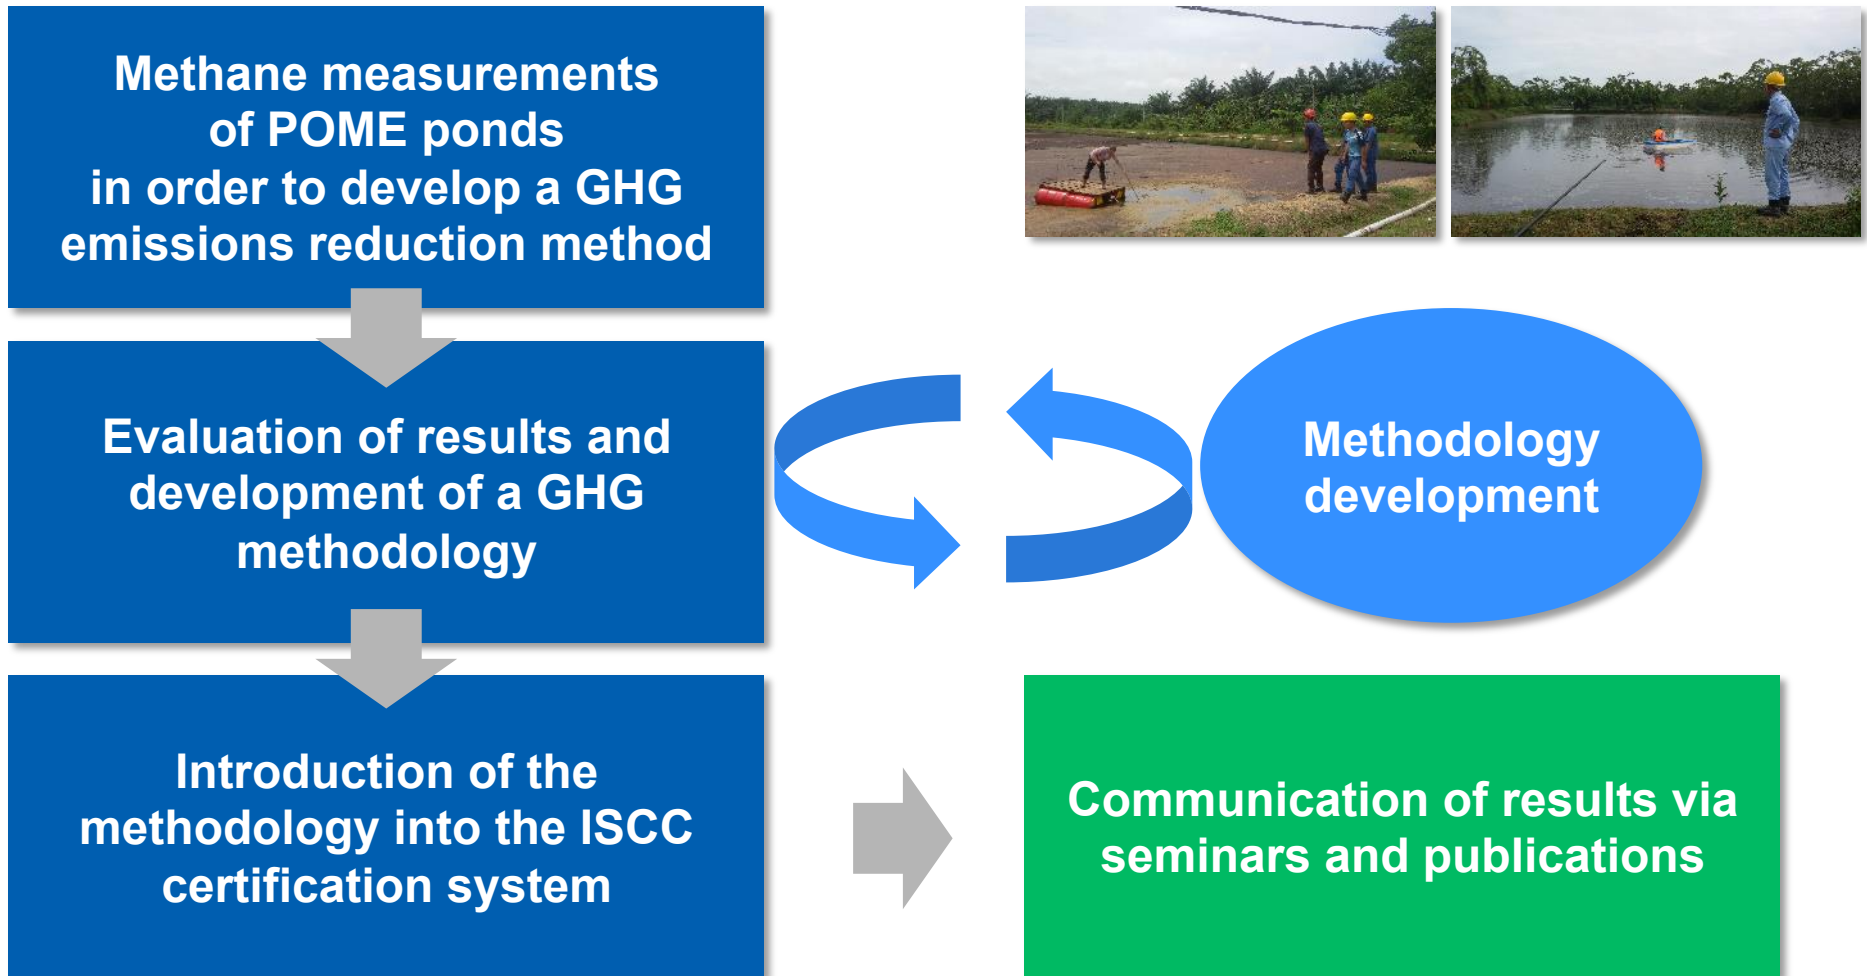 Methane measurements
of POME ponds
in order to develop a GHG
emissions reduction method
Evaluation of results and
development of a GHG
methodology
Methodology
development
Introduction of the
methodology into the ISCC
certification system
Communication of results via
seminars and publications